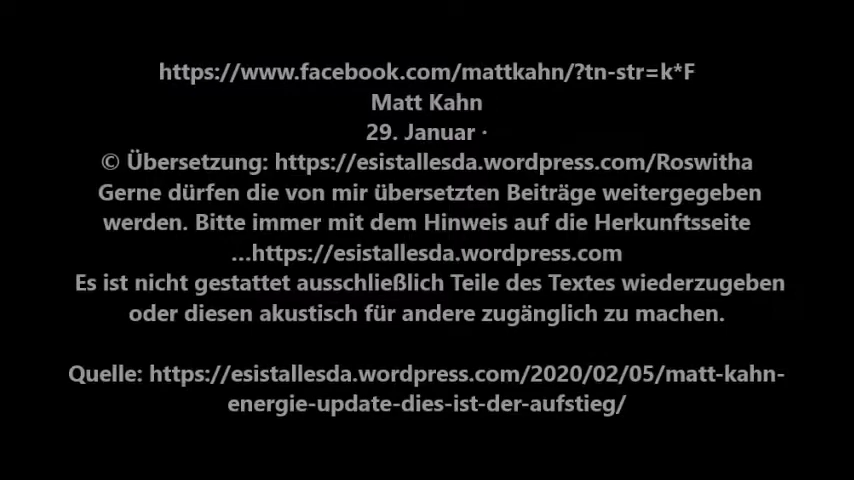 https://www.facebook.com/mattkahn/?tn-str=k*F
Matt Kahn
29. Januar ·
© Übersetzung: https://esistallesda.wordpress.com/Roswitha
Gerne dürfen die von mir übersetzten Beiträge weitergegeben
werden. Bitte immer mit dem Hinweis auf die Herkunftsseite
…https://esistallesda.wordpress.com
Es ist nicht gestattet ausschließlich Teile des Textes wiederzugeben
oder diesen akustisch für andere zugänglich zu machen.
Quelle: https://esistallesda.wordpress.com/2020/02/05/matt-kahn-
energie-update-dies-ist-der-aufstieg/